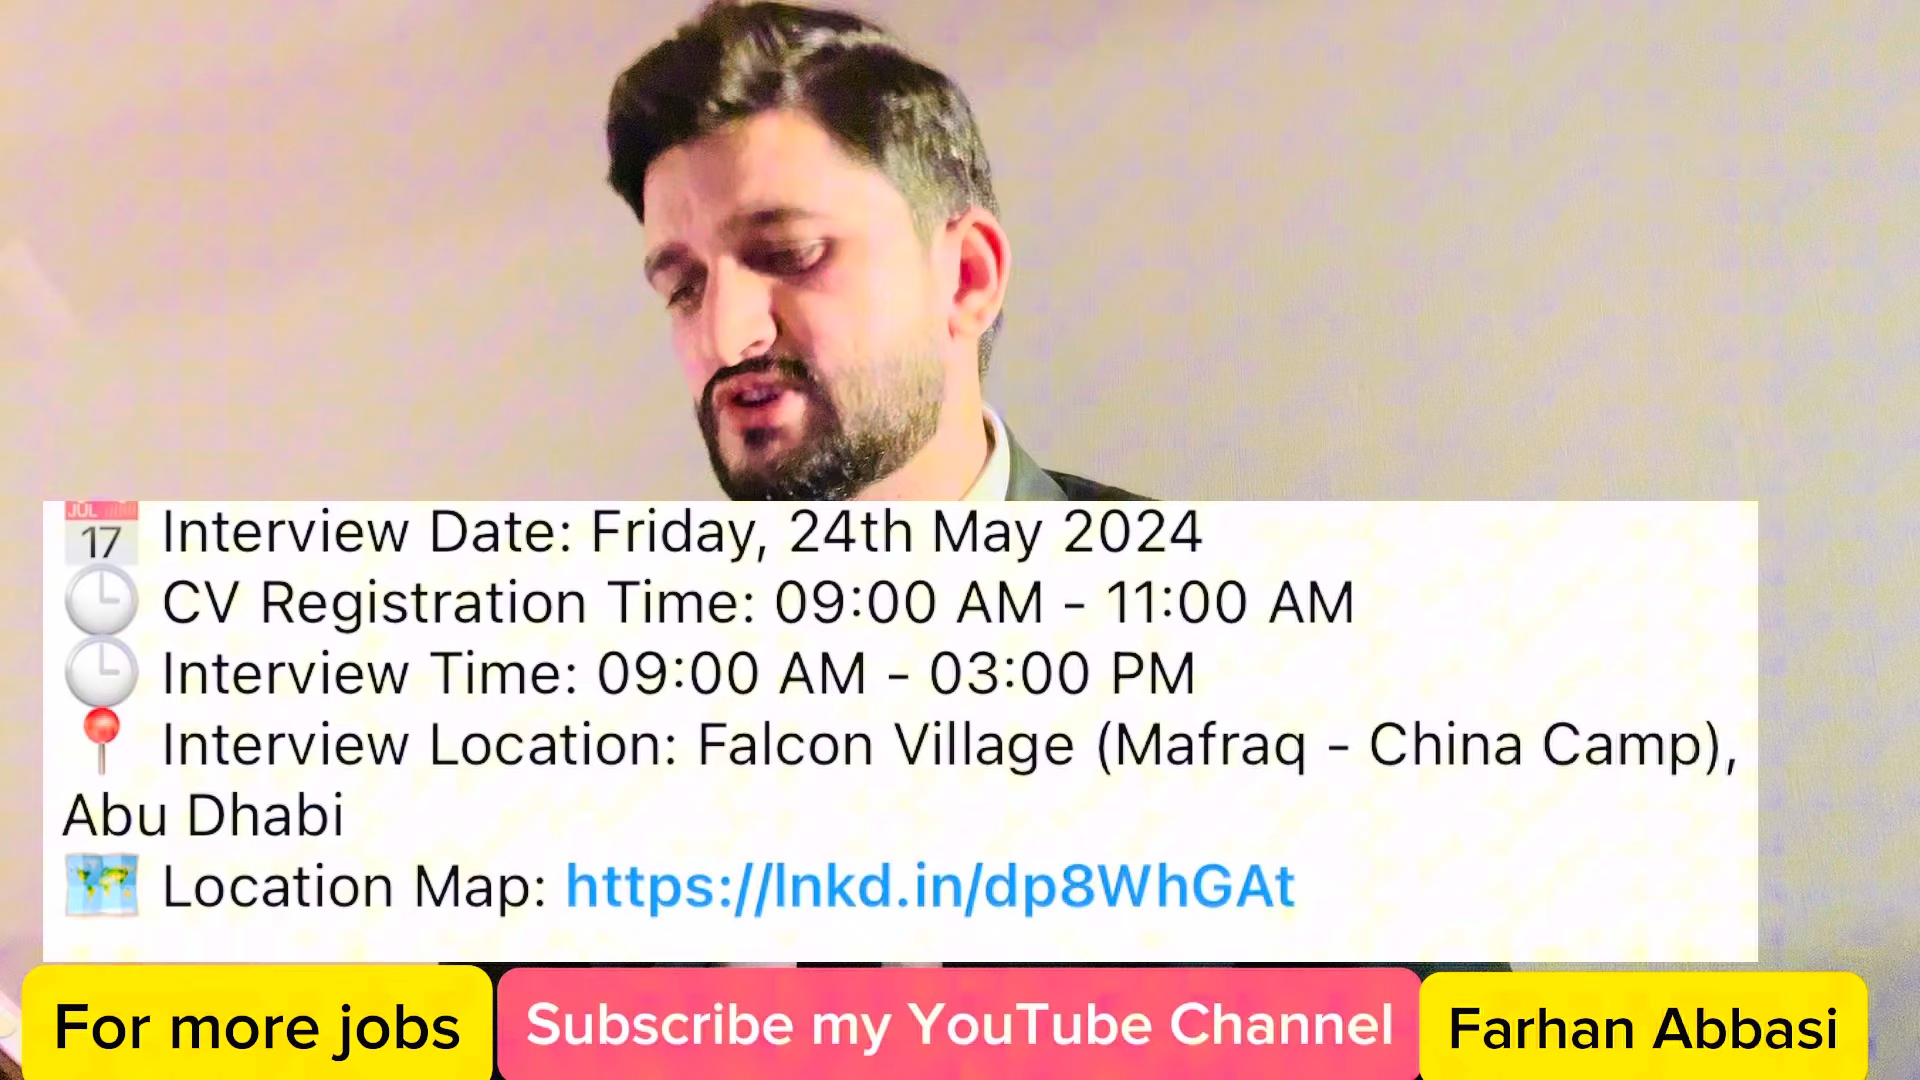 JUL
17
Interview Date: Friday, 24th May 2024
CV Registration Time: 09:00 AM - 11:00 AM
Interview Time: 09:00 AM - 03:00 PM
Interview Location: Falcon Village (Mafraq - China Camp),
Abu Dhabi
Location Map: https://lnkd.in/dp8WhGAt
For more jobs
Subscribe my YouTube Channel
Farhan Abbasi